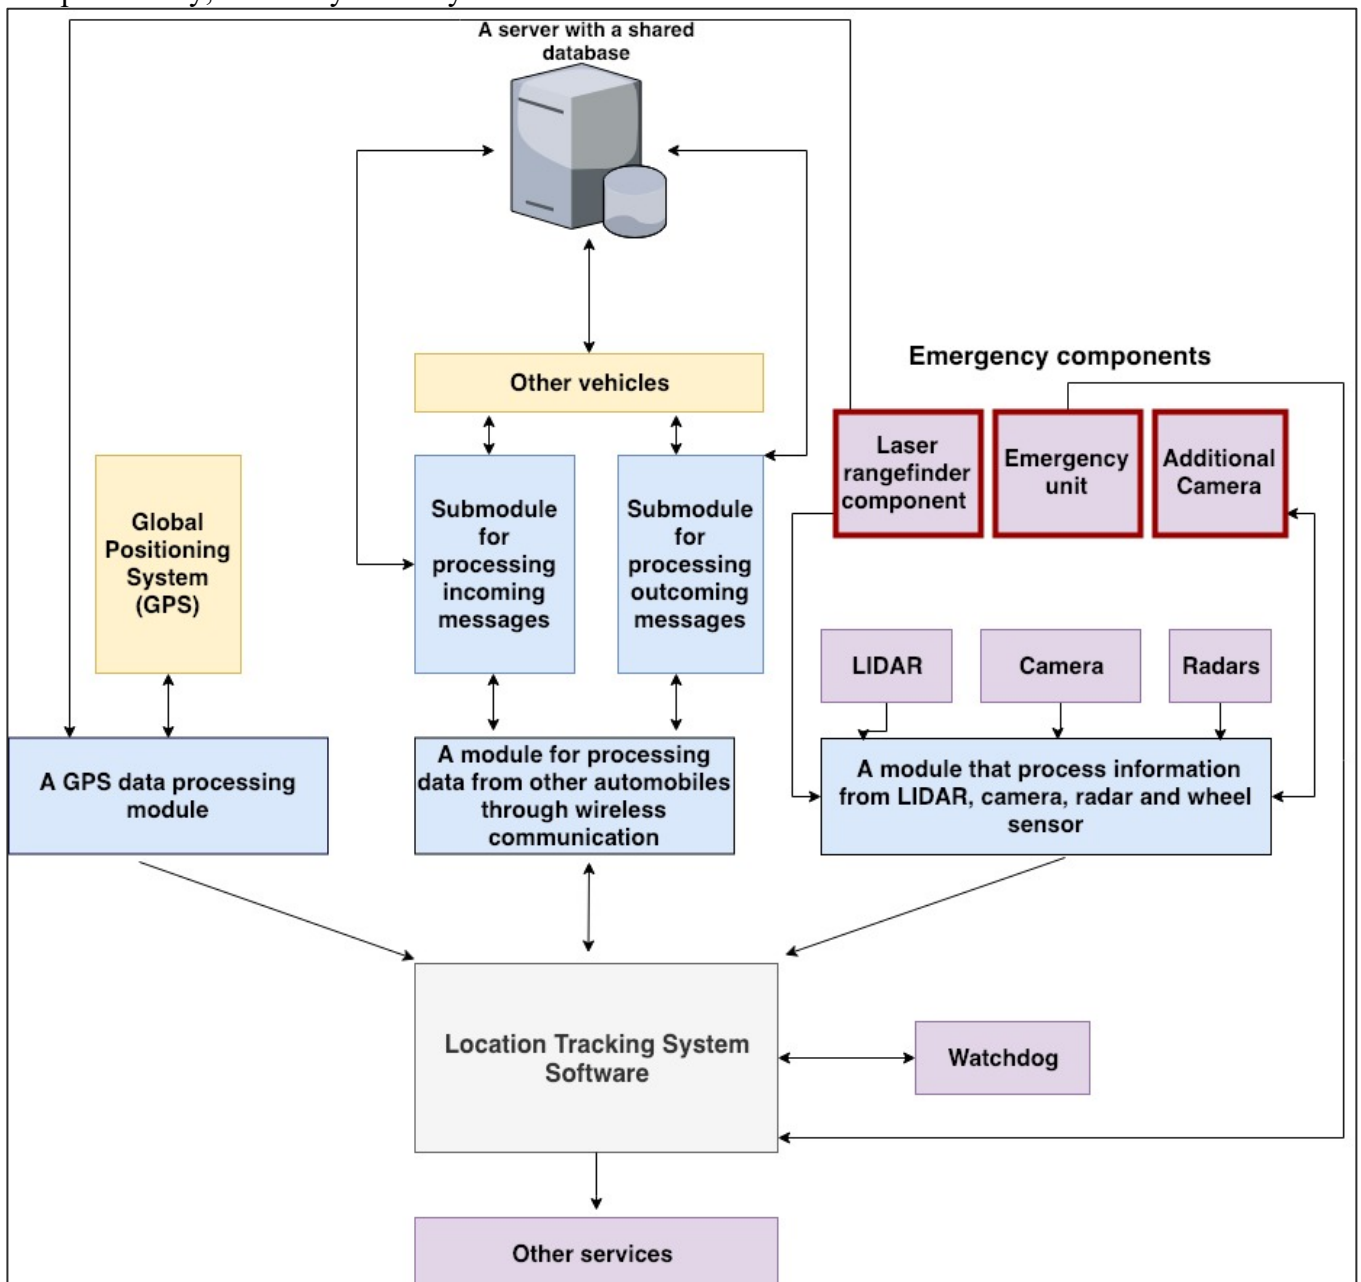 A server with a shared
database
Emergency components
Other vehicles
Laser
rangefinder
component
Emergency
unit
Additional
Camera
Global
Positioning
System
(GPS)
Submodule
for
processing
incoming
messages
Submodule
for
processing
outcoming
messages
LIDAR
Camera
Radars
A GPS data processing
module
A module for processing
data from other automobiles
through wireless
communication
A module that process information
from LIDAR, camera, radar and wheel
sensor
Location Tracking System
Software
Watchdog
Other services